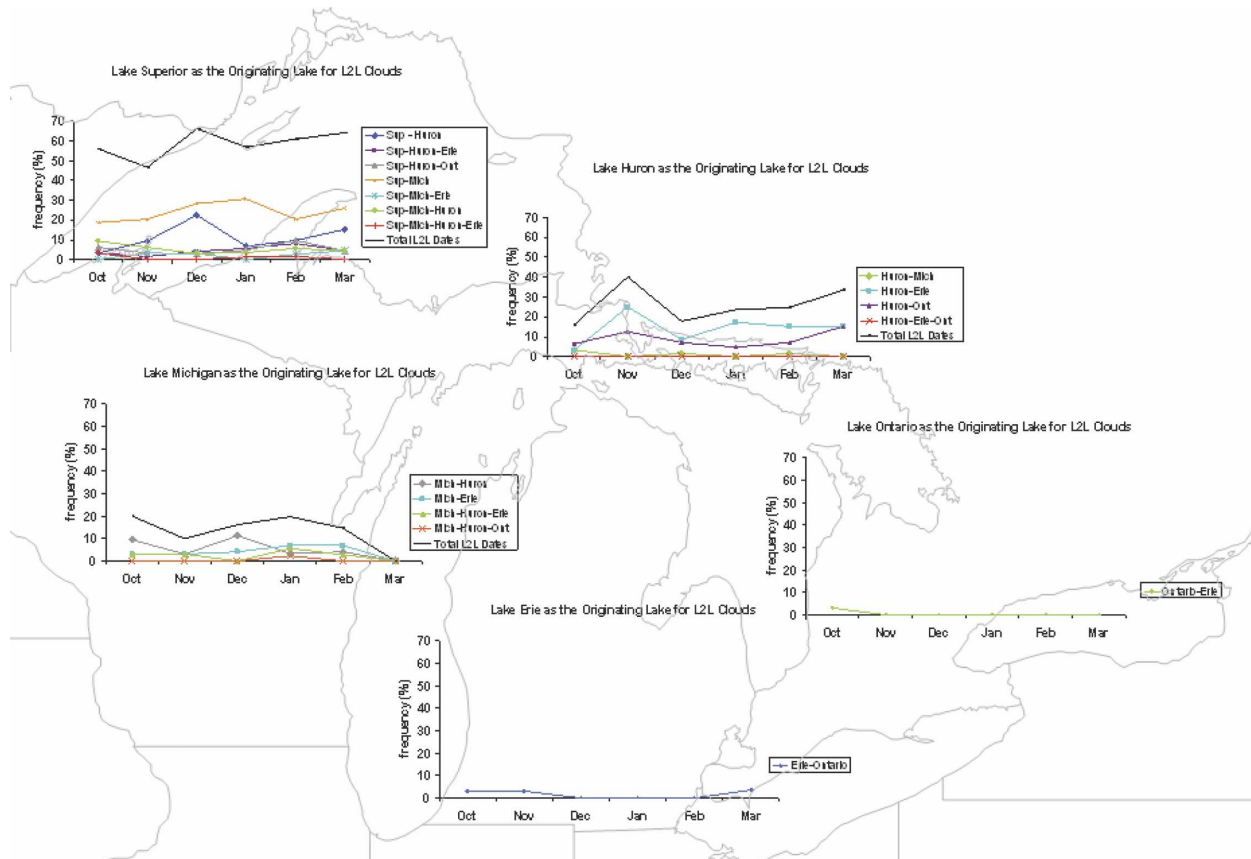 Lake Superior as the Originating Lake for L2L Clouds
frequency (%)
70
60
50
40
30
20
10
0
Oct Nov Dec Jan Feb Mar
Sup-Huron
Sup-Huron-Erie
Sup-Huron-Ont
Sup-Mich
Sup-Mich-Erie
Sup-Mich-Huron
Sup-Mich-Huron-Erie
Total L2L Dates
Lake Huron as the Originating Lake for L2L Clouds
frequency (%)
70
60
50
40
30
20
10
0
Oct Nov Dec Jan Feb Mar
Huron-Mich
Huron-Erie
Huron-Ont
Huron-Erie-Ont
Total L2L Dates
Lake Michigan as the Originating Lake for L2L Clouds
frequency (%)
70
60
50
40
30
20
10
0
Oct Nov Dec Jan Feb Mar
Mich-Huron
Mich-Erie
Mich-Huron-Erie
Mich-Huron-Ont
Total L2L Dates
Lake Ontario as the Originating Lake for L2L Clouds
frequency (%)
70
60
50
40
30
20
10
0
Oct Nov Dec Jan Feb Mar
Lake Erie as the Originating Lake for L2L Clouds
frequency (%)
70
60
50
40
30
20
10
0
Oct Nov Dec Jan Feb Mar
Erie-Ontario